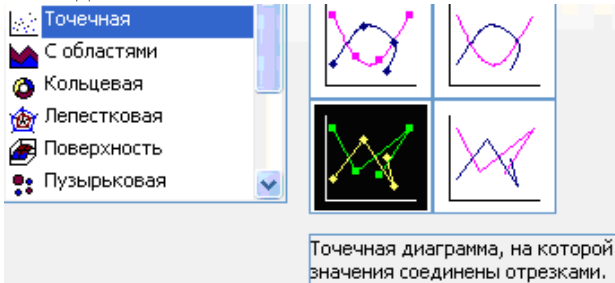 Точечная
С областями
Кольцевая
Лепестковая
Поверхность
Пузырьковая
Точечная диаграмма, на которой
значения соединены отрезками.